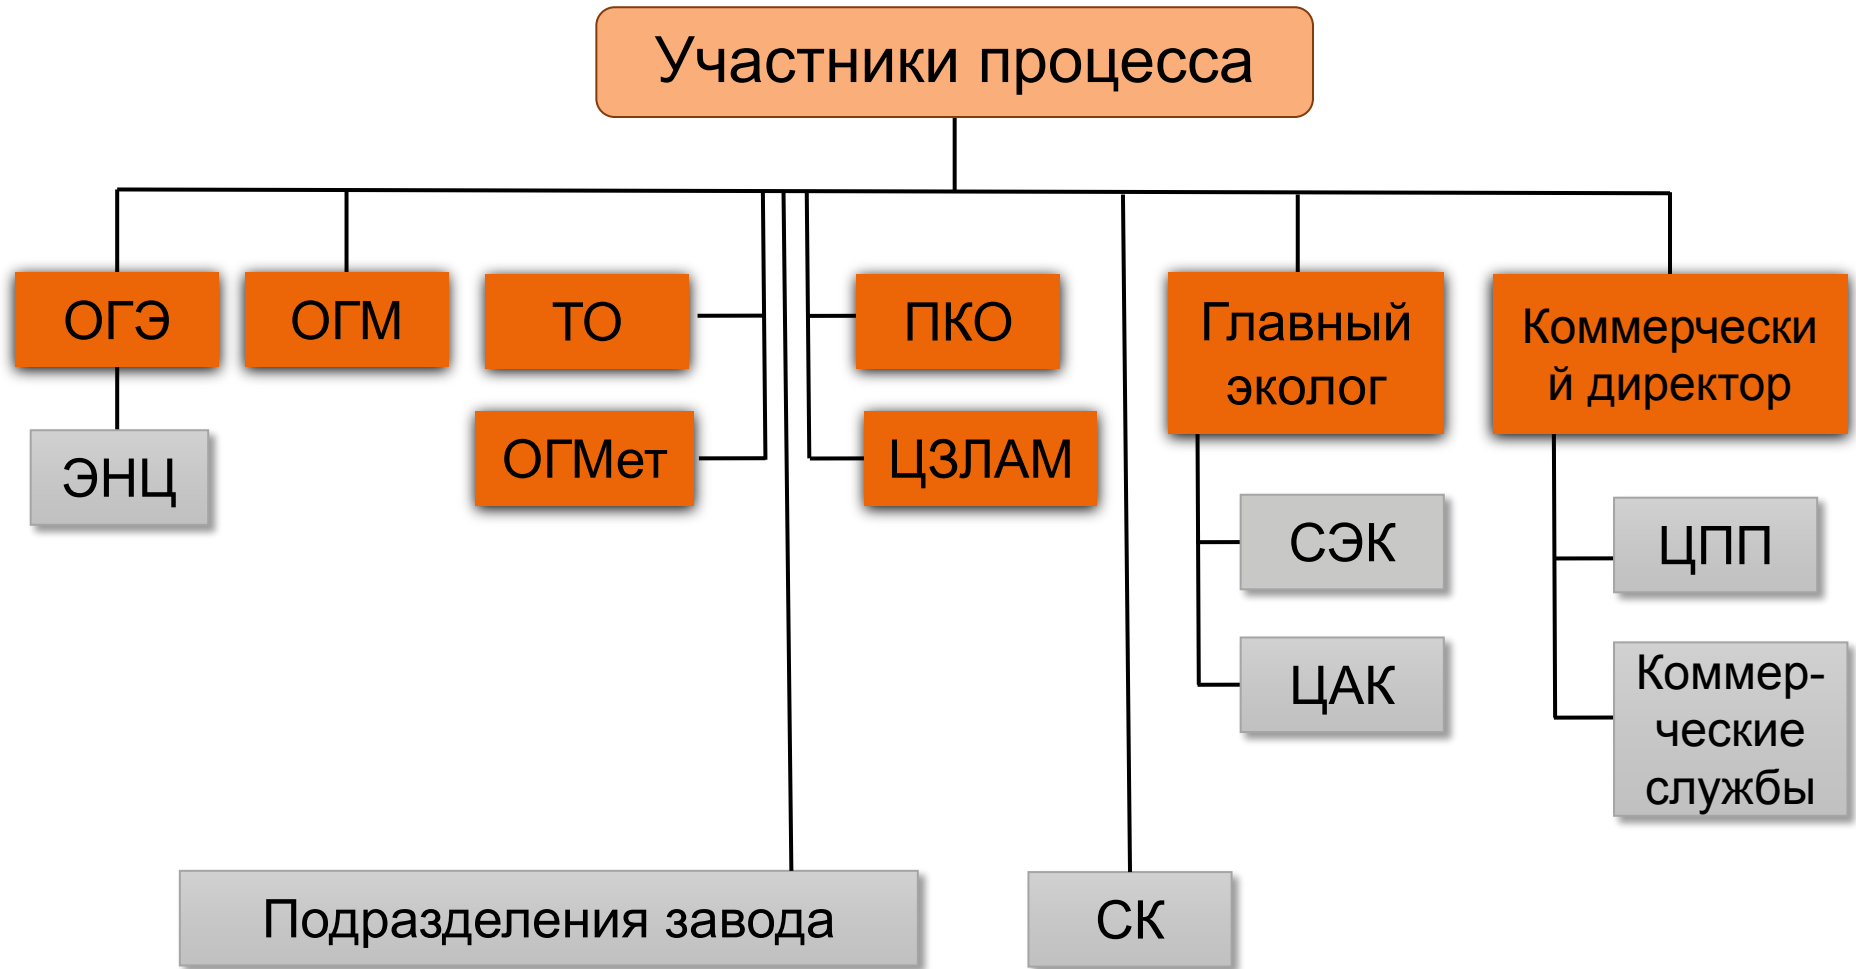 Участники процесса
ОГЭ
ОГМ
ТО
ПКО
Главный
эколог
Коммерчески
й директор
ЭНЦ
ОГМет
ЦЗЛАМ
СЭК
ЦПП
ЦАК
Коммер-
ческие
службы
Подразделения завода
СК